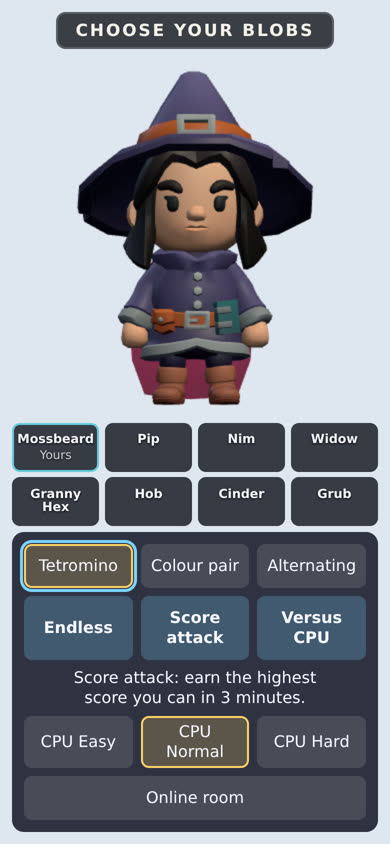 CHOOSE YOUR BLOBS
Mossbeard
Yours
Pip
Nim
Widow
Granny
Hex
Hob
Cinder
Grub
Tetromino
Colour pair
Alternating
Endless
Score
attack
Versus
CPU
Score attack: earn the highest
score you can in 3 minutes.
CPU Easy
CPU
Normal
CPU Hard
Online room